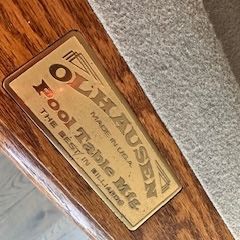 OLHAUSEN
MADE IN U.S.A.
Pool Table Mfg
THE BEST IN BILLIARDS